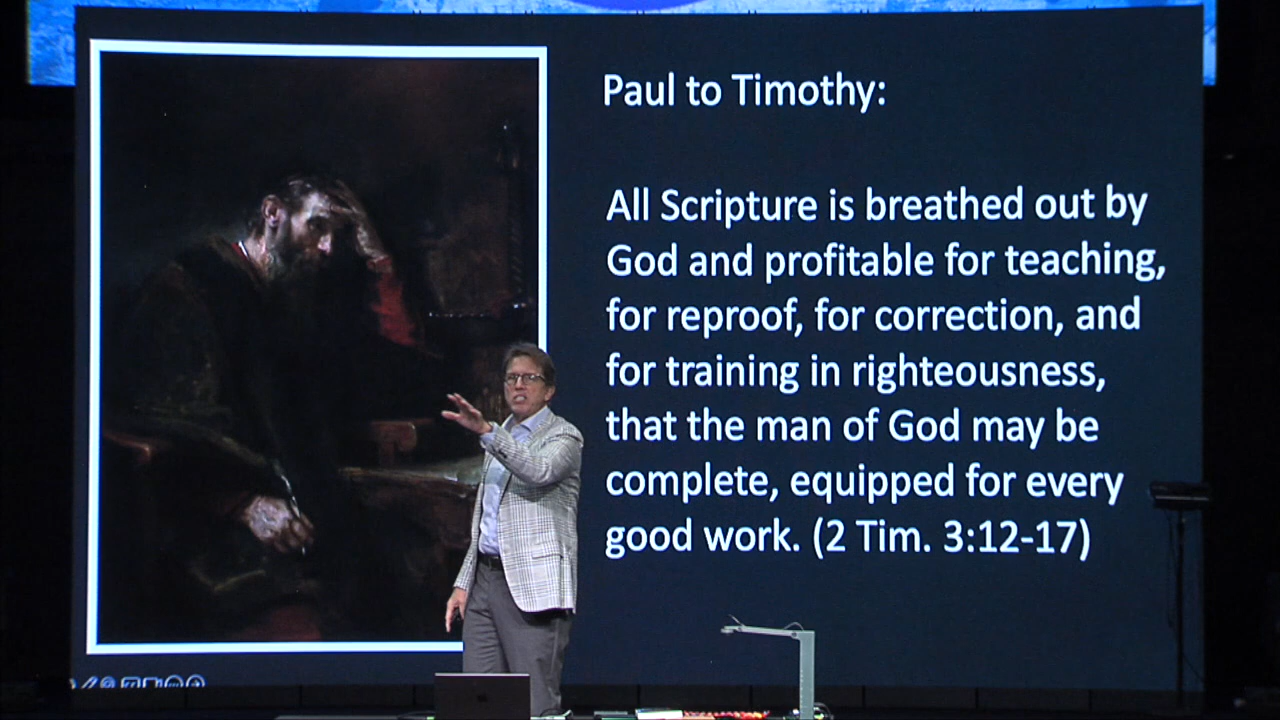 Paul to Timothy:
All Scripture is breathed out by
God and profitable for teaching,
for reproof, for correction, and
for training in righteousness,
that the man of God may be
complete, equipped for every
good work. (2 Tim. 3:12-17)